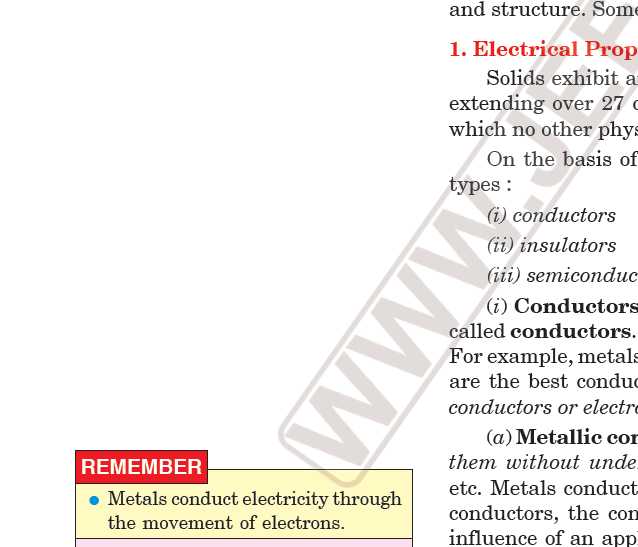 and structure. Some
1. Electrical Prop
Solids exhibit a
extending over 27 o
which no other phys
On the basis of
types :
(i) conductors
(ii) insulators
(iii) semiconduc
(i) Conductors
called conductors.
For example, metals
are the best conduc
conductors or electro
(a) Metallic con
them without unde
etc. Metals conduct
conductors, the con
influence of an appl
REMEMBER
• Metals conduct electricity through
the movement of electrons.
WWW.JEE